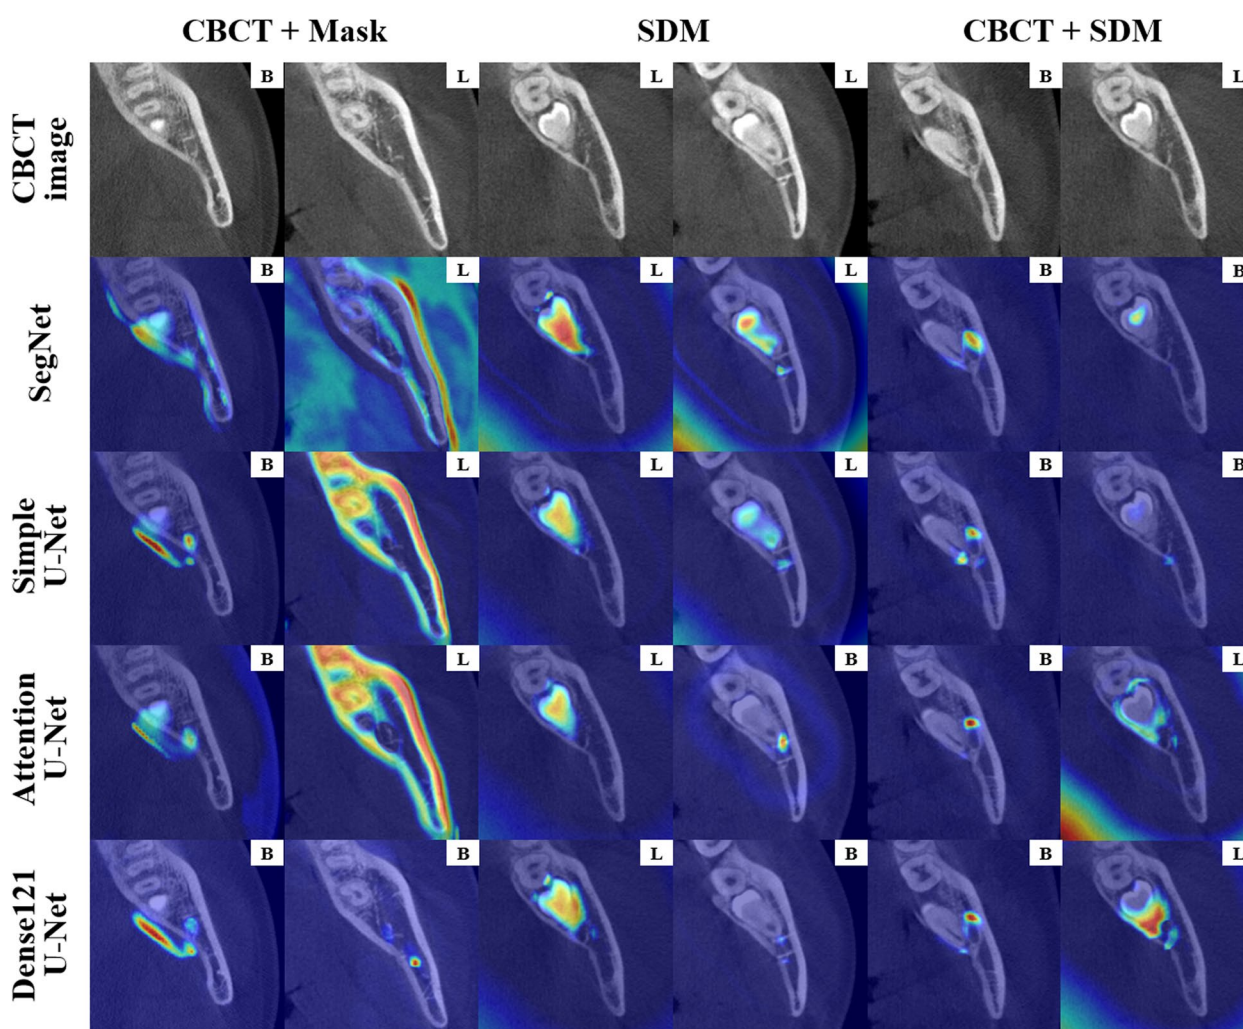 CBCT + Mask SDM CBCT + SDM
CBCT
image
B L L L B L
SegNet
B L L L B B
Simple
U-Net
B L L L B B
Attention
U-Net
B L L B B L
Dense121
U-Net
B B L B B L